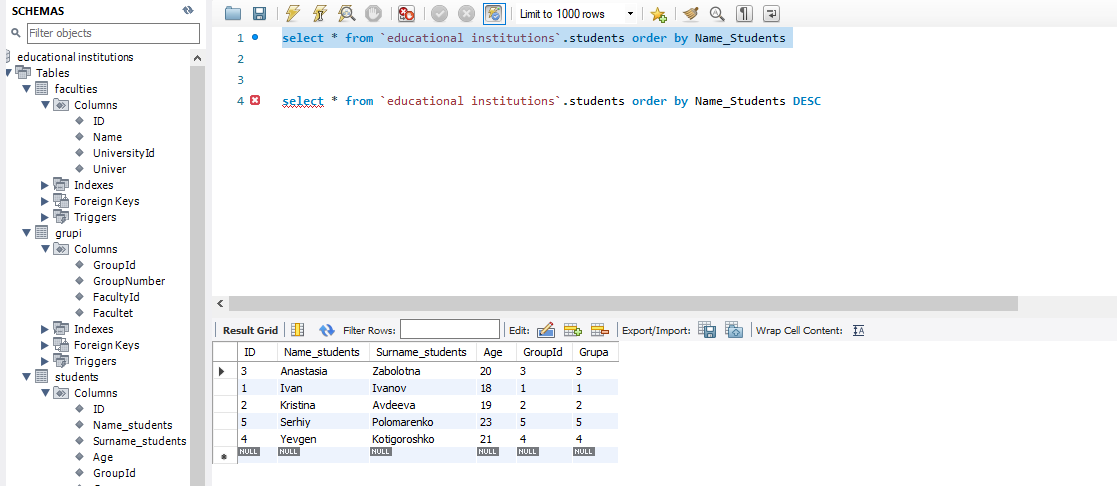 SCHEMAS
Filter objects
educational institutions
Tables
faculties
Columns
ID
Name
UniversityId
Univer
Indexes
Foreign Keys
Triggers
grupi
Columns
GroupId
GroupNumber
FacultyId
Facultet
Indexes
Foreign Keys
Triggers
students
Columns
ID
Name_students
Surname_students
Age
GroupId
Limit to 1000 rows
1 select * from `educational institutions`.students order by Name_Students
2
3
4 select * from `educational institutions`.students order by Name_Students DESC
Result Grid Filter Rows: Edit: Export/Import: Wrap Cell Content:
ID Name_students Surname_students Age GroupId Grupa
3 Anastasia Zabolotna 20 3 3
1 Ivan Ivanov 18 1 1
2 Kristina Avdeeva 19 2 2
5 Serhiy Polomarenko 23 5 5
4 Yevgen Kotigoroshko 21 4 4
NULL NULL NULL NULL NULL NULL